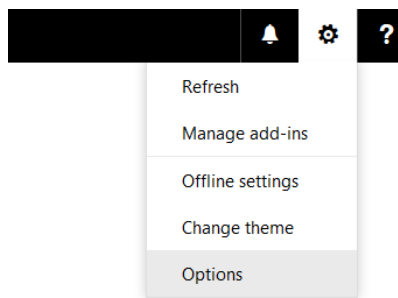 ?
Refresh
Manage add-ins
Offline settings
Change theme
Options